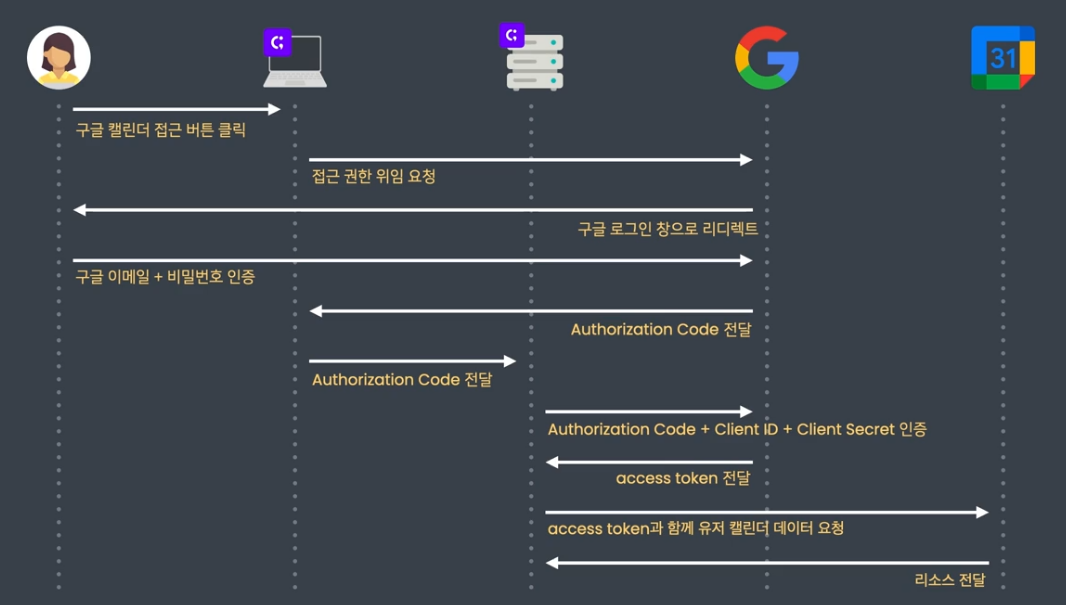 31
구글 캘린더 접근 버튼 클릭
접근 권한 위임 요청
구글 로그인 창으로 리디렉트
구글 이메일 + 비밀번호 인증
Authorization Code 전달
Authorization Code 전달
Authorization Code + Client ID + Client Secret 인증
access token 전달
access token과 함께 유저 캘린더 데이터 요청
리소스 전달